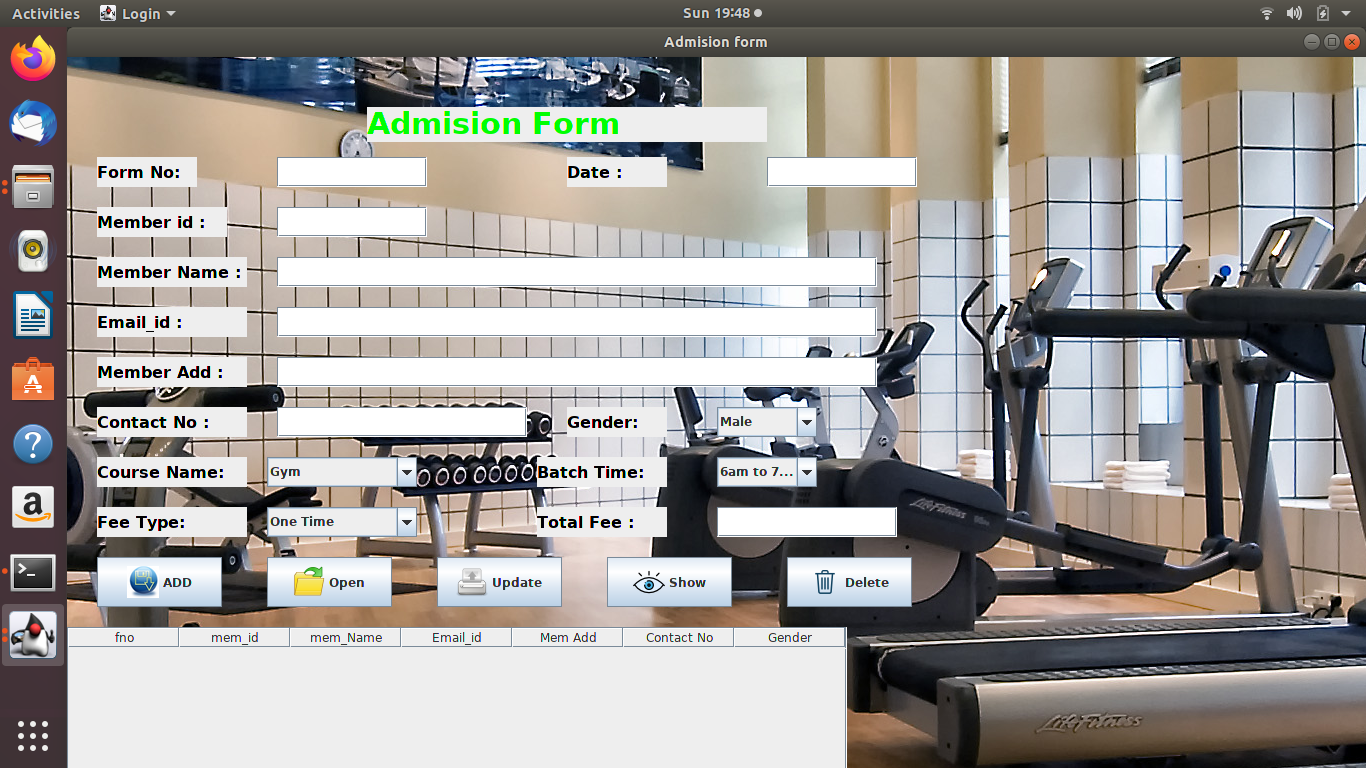 Activities Login Sun 19:48
Admision form
Admision Form
Form No: Date :
Member id :
Member Name :
Email_id :
Member Add :
Contact No : Gender: Male
Course Name: Gym Batch Time: 6am to 7...
Fee Type: One Time Total Fee :
ADD Open Update Show Delete
fno mem_id mem_Name Email_id Mem Add Contact No Gender
LifeFitness
LifeFitness